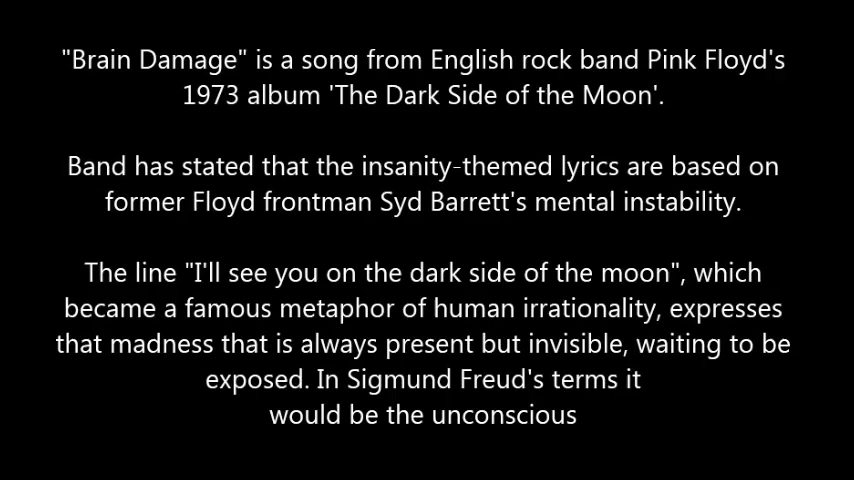 "Brain Damage" is a song from English rock band Pink Floyd's
1973 album 'The Dark Side of the Moon'.
Band has stated that the insanity-themed lyrics are based on
former Floyd frontman Syd Barrett's mental instability.
The line "I'll see you on the dark side of the moon", which
became a famous metaphor of human irrationality, expresses
that madness that is always present but invisible, waiting to be
exposed. In Sigmund Freud's terms it
would be the unconscious